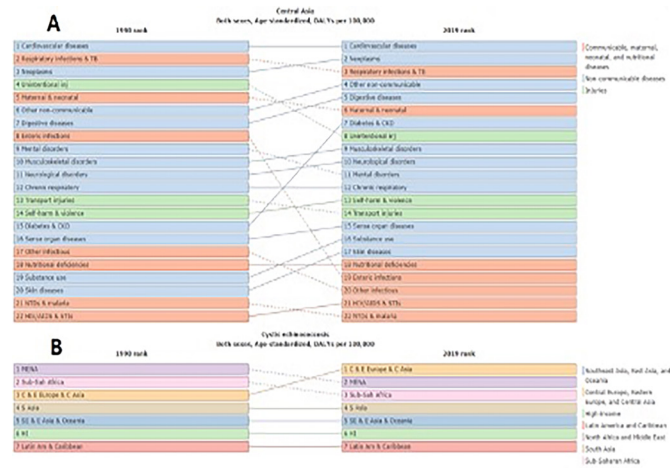 A
Central Asia
Both sexes, Age-standardized, DALYs per 100,000
1990 rank
2019 rank
1 Cardiovascular diseases
2 Respiratory infections & TB
3 Neoplasms
4 Unintentional inj
5 Maternal & neonatal
6 Other non-communicable
7 Digestive diseases
8 Enteric infections
9 Mental disorders
10 Musculoskeletal disorders
11 Neurological disorders
12 Chronic respiratory
13 Transport injuries
14 Self-harm & violence
15 Diabetes & CKD
16 Sense organ diseases
17 Other infectious
18 Nutritional deficiencies
19 Substance use
20 Skin diseases
21 NTDs & malaria
22 HIV/AIDS & STIs
1 Cardiovascular diseases
2 Neoplasms
3 Respiratory infections & TB
4 Other non-communicable
5 Digestive diseases
6 Maternal & neonatal
7 Diabetes & CKD
8 Unintentional inj
9 Musculoskeletal disorders
10 Neurological disorders
11 Mental disorders
12 Chronic respiratory
13 Self-harm & violence
14 Transport injuries
15 Sense organ diseases
16 Substance use
17 Skin diseases
18 Nutritional deficiencies
19 Enteric infections
20 Other infectious
21 HIV/AIDS & STIs
22 NTDs & malaria
Communicable, maternal,
neonatal, and nutritional
diseases
Non-communicable diseases
Injuries
B
Cystic echinococcosis
Both sexes, Age-standardized, DALYs per 100,000
1990 rank
2019 rank
1 MENA
2 Sub-Sah Africa
3 C & E Europe & C Asia
4 S Asia
5 SE & E Asia & Oceania
6 HI
7 Latin Am & Caribbean
1 C & E Europe & C Asia
2 MENA
3 Sub-Sah Africa
4 S Asia
5 SE & E Asia & Oceania
6 HI
7 Latin Am & Caribbean
Southeast Asia, East Asia, and
Oceania
Central Europe, Eastern
Europe, and Central Asia
High-income
Latin America and Caribbean
North Africa and Middle East
South Asia
Sub-Saharan Africa